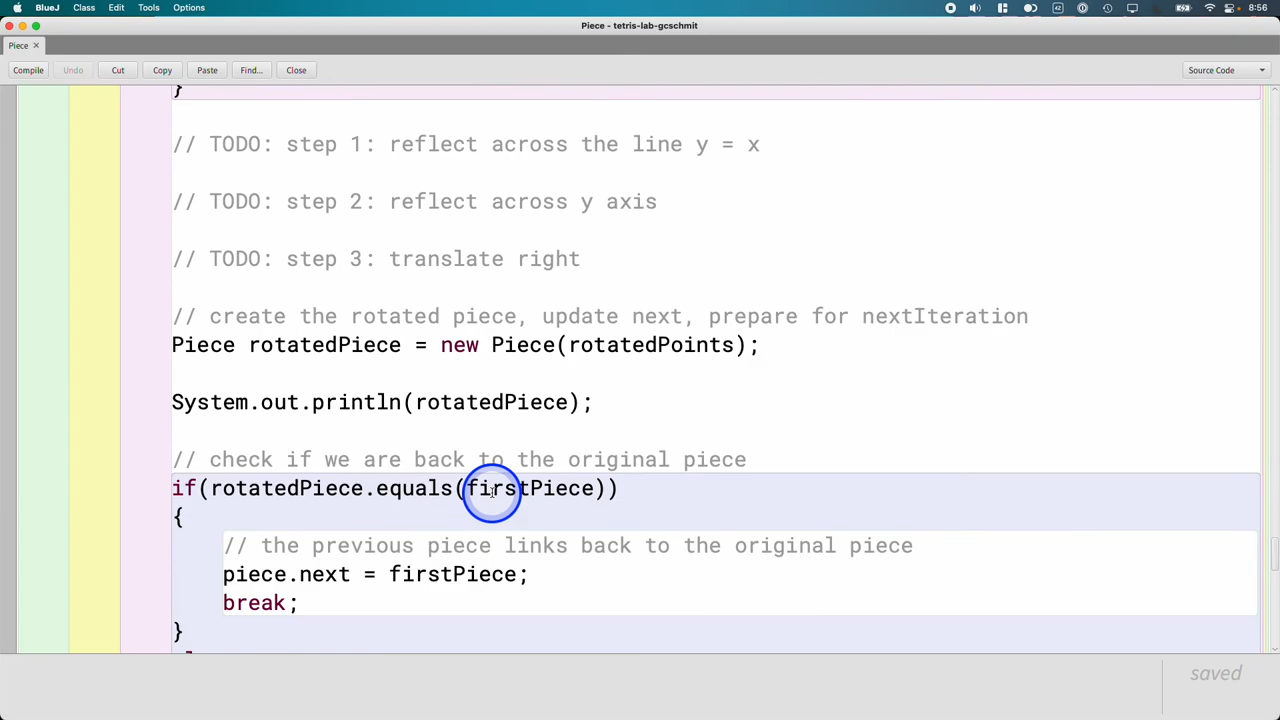 BlueJ Class Edit Tools Options 8:56
Piece - tetris-lab-gcschmit
Piece ×
Compile Undo Cut Copy Paste Find... Close Source Code
}
// TODO: step 1: reflect across the line y = x
// TODO: step 2: reflect across y axis
// TODO: step 3: translate right
// create the rotated piece, update next, prepare for nextIteration
Piece rotatedPiece = new Piece(rotatedPoints);
System.out.println(rotatedPiece);
// check if we are back to the original piece
if(rotatedPiece.equals(firstPiece))
{
// the previous piece links back to the original piece
piece.next = firstPiece;
break;
}
saved